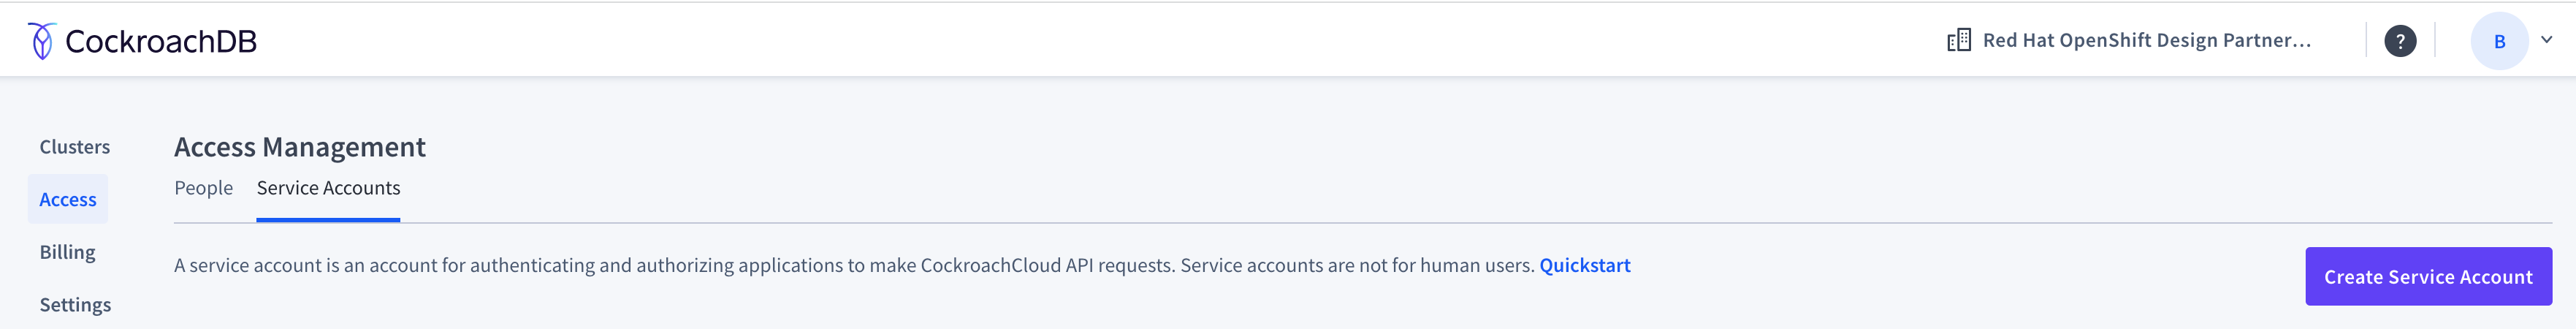 CockroachDB
Red Hat OpenShift Design Partner...
?
B
Clusters
Access
Billing
Settings
Access Management
People
Service Accounts
A service account is an account for authenticating and authorizing applications to make CockroachCloud API requests. Service accounts are not for human users. Quickstart
Create Service Account